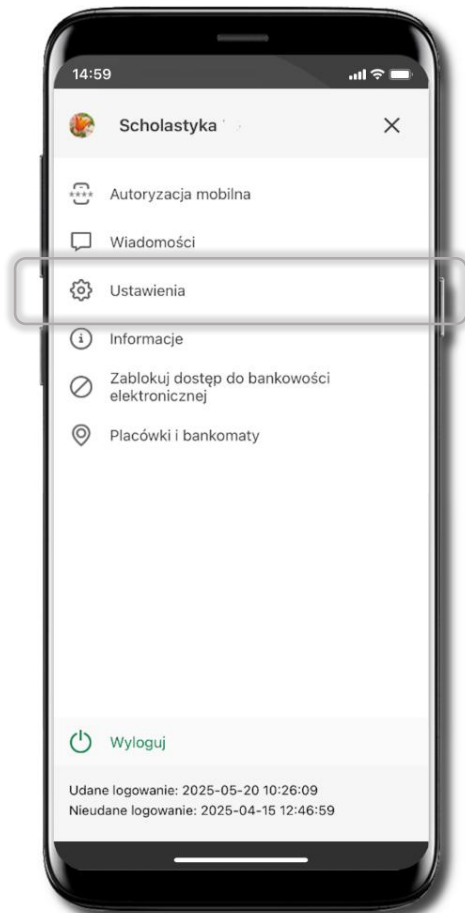 14:59
Scholastyka
Autoryzacja mobilna
****
Wiadomości
Ustawienia
Informacje
Zablokuj dostęp do bankowości
elektronicznej
Placówki i bankomaty
Wyloguj
Udane logowanie: 2025-05-20 10:26:09
Nieudane logowanie: 2025-04-15 12:46:59